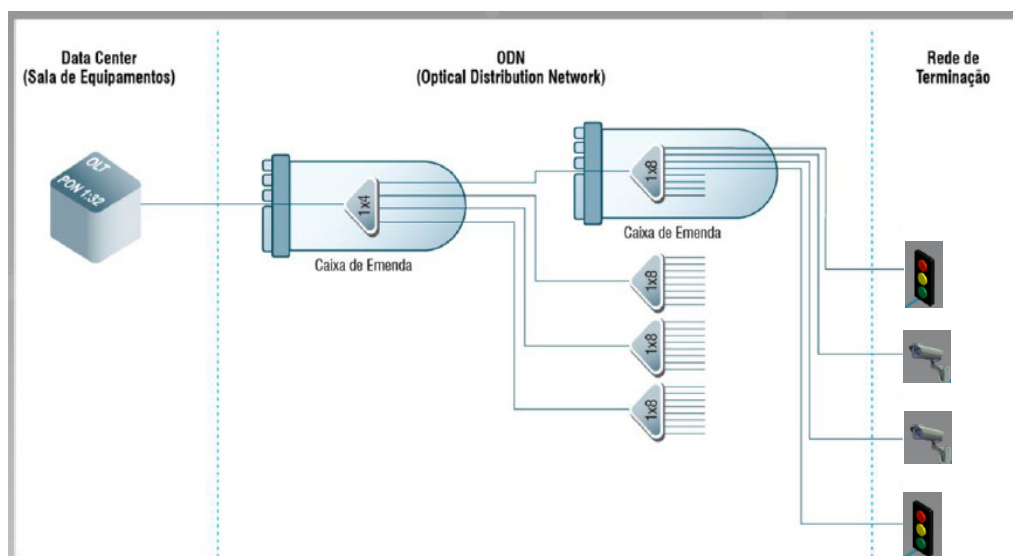 Data Center
(Sala de Equipamentos)
ODN
(Optical Distribution Network)
Rede de
Terminação
OLT
PON 1:32
1x4
Caixa de Emenda
1x8
Caixa de Emenda
1x8
1x8
1x8